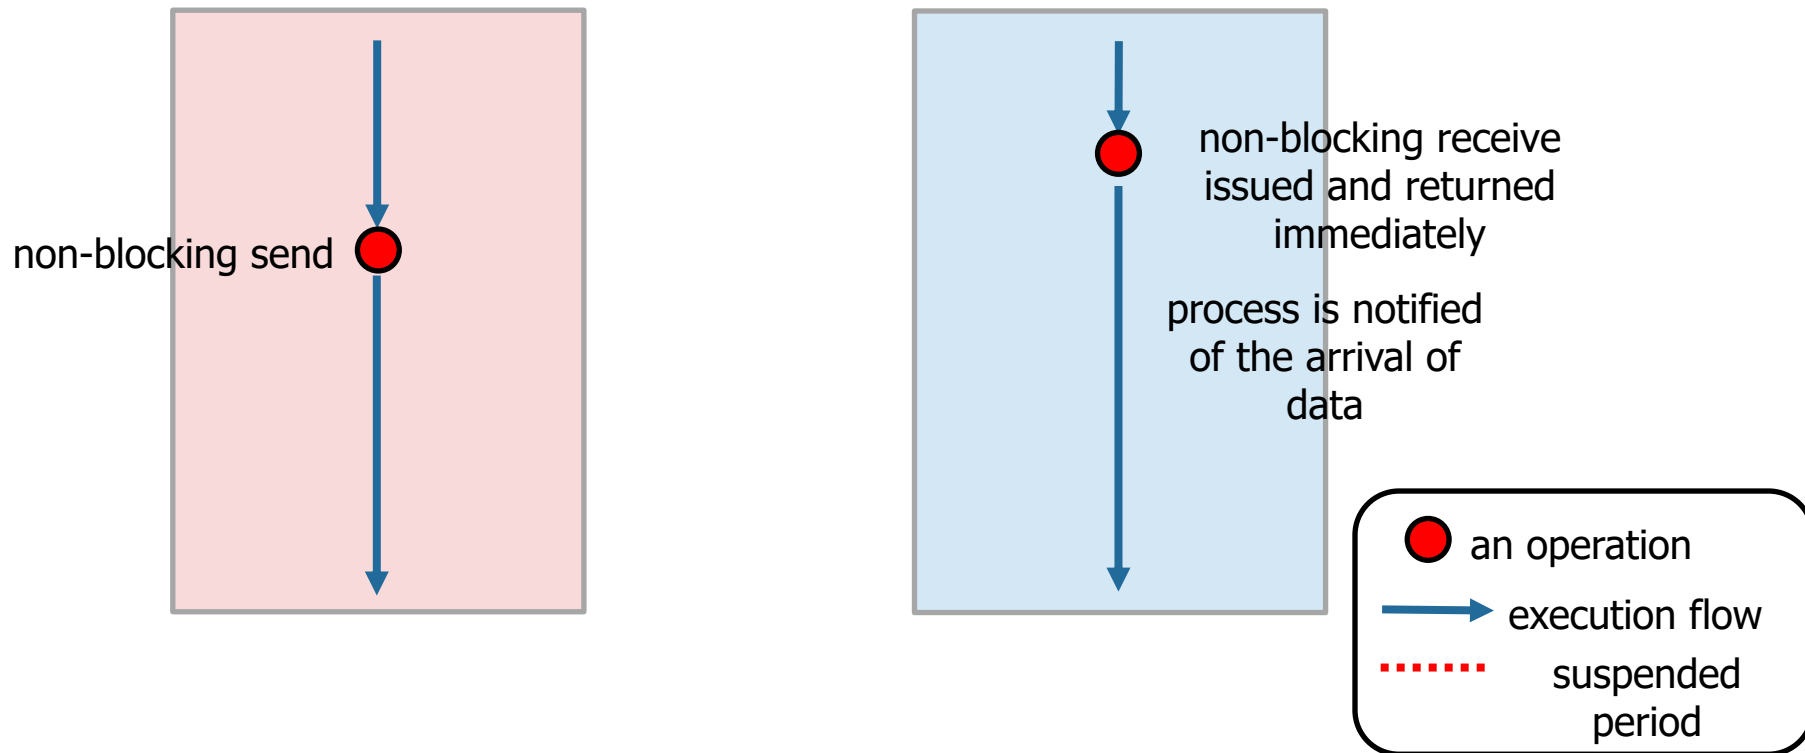 non-blocking send
non-blocking receive
issued and returned
immediately
process is notified
of the arrival of
data
an operation
execution flow
suspended
period